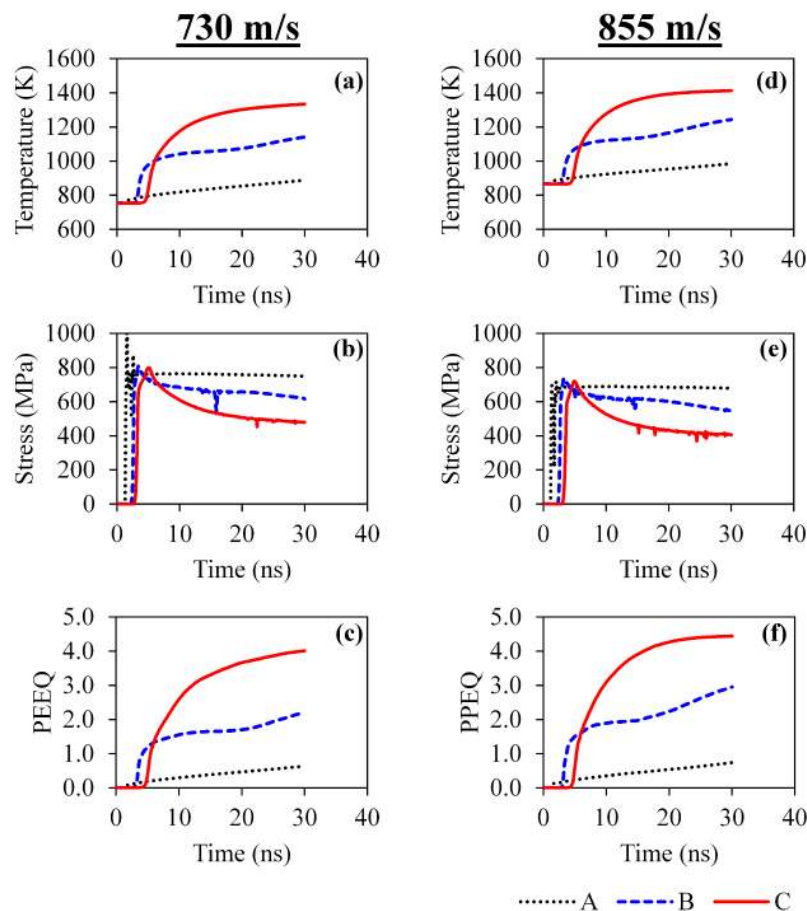 730 m/s
855 m/s
Temperature (K)
1600
1400
1200
1000
800
600
(a)
0 10 20 30 40
Time (ns)
Temperature (K)
1600
1400
1200
1000
800
600
(d)
0 10 20 30 40
Time (ns)
Stress (MPa)
1000
800
600
400
200
0
(b)
0 10 20 30 40
Time (ns)
Stress (MPa)
1000
800
600
400
200
0
(e)
0 10 20 30 40
Time (ns)
PEEQ
5.0
4.0
3.0
2.0
1.0
0.0
(c)
0 10 20 30 40
Time (ns)
PPEQ
5.0
4.0
3.0
2.0
1.0
0.0
(f)
0 10 20 30 40
Time (ns)
A B C